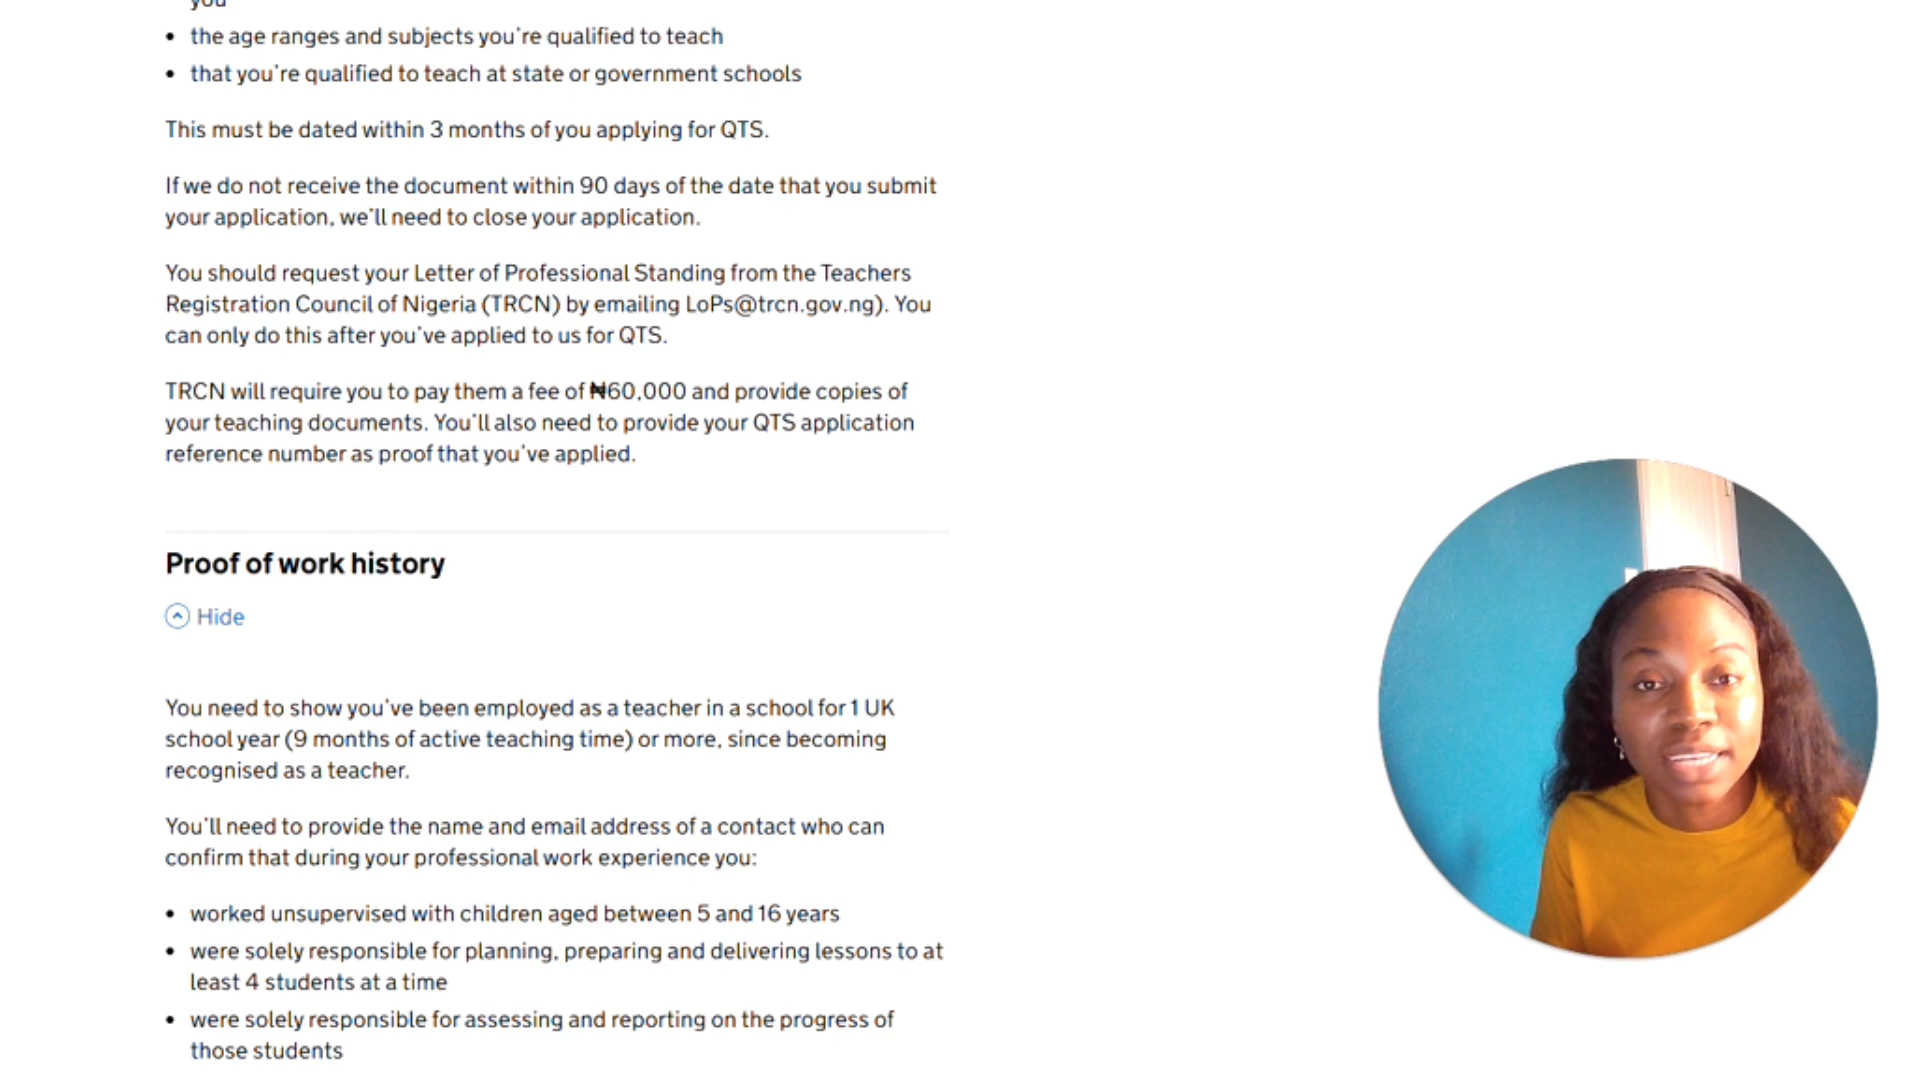 you
the age ranges and subjects you're qualified to teach
that you're qualified to teach at state or government schools
This must be dated within 3 months of you applying for QTS.
If we do not receive the document within 90 days of the date that you submit
your application, we'll need to close your application.
You should request your Letter of Professional Standing from the Teachers
Registration Council of Nigeria (TRCN) by emailing LoPs@trcn.gov.ng). You
can only do this after you've applied to us for QTS.
TRCN will require you to pay them a fee of ₦60,000 and provide copies of
your teaching documents. You'll also need to provide your QTS application
reference number as proof that you've applied.
Proof of work history
Hide
You need to show you've been employed as a teacher in a school for 1 UK
school year (9 months of active teaching time) or more, since becoming
recognised as a teacher.
You'll need to provide the name and email address of a contact who can
confirm that during your professional work experience you:
worked unsupervised with children aged between 5 and 16 years
were solely responsible for planning, preparing and delivering lessons to at
least 4 students at a time
were solely responsible for assessing and reporting on the progress of
those students